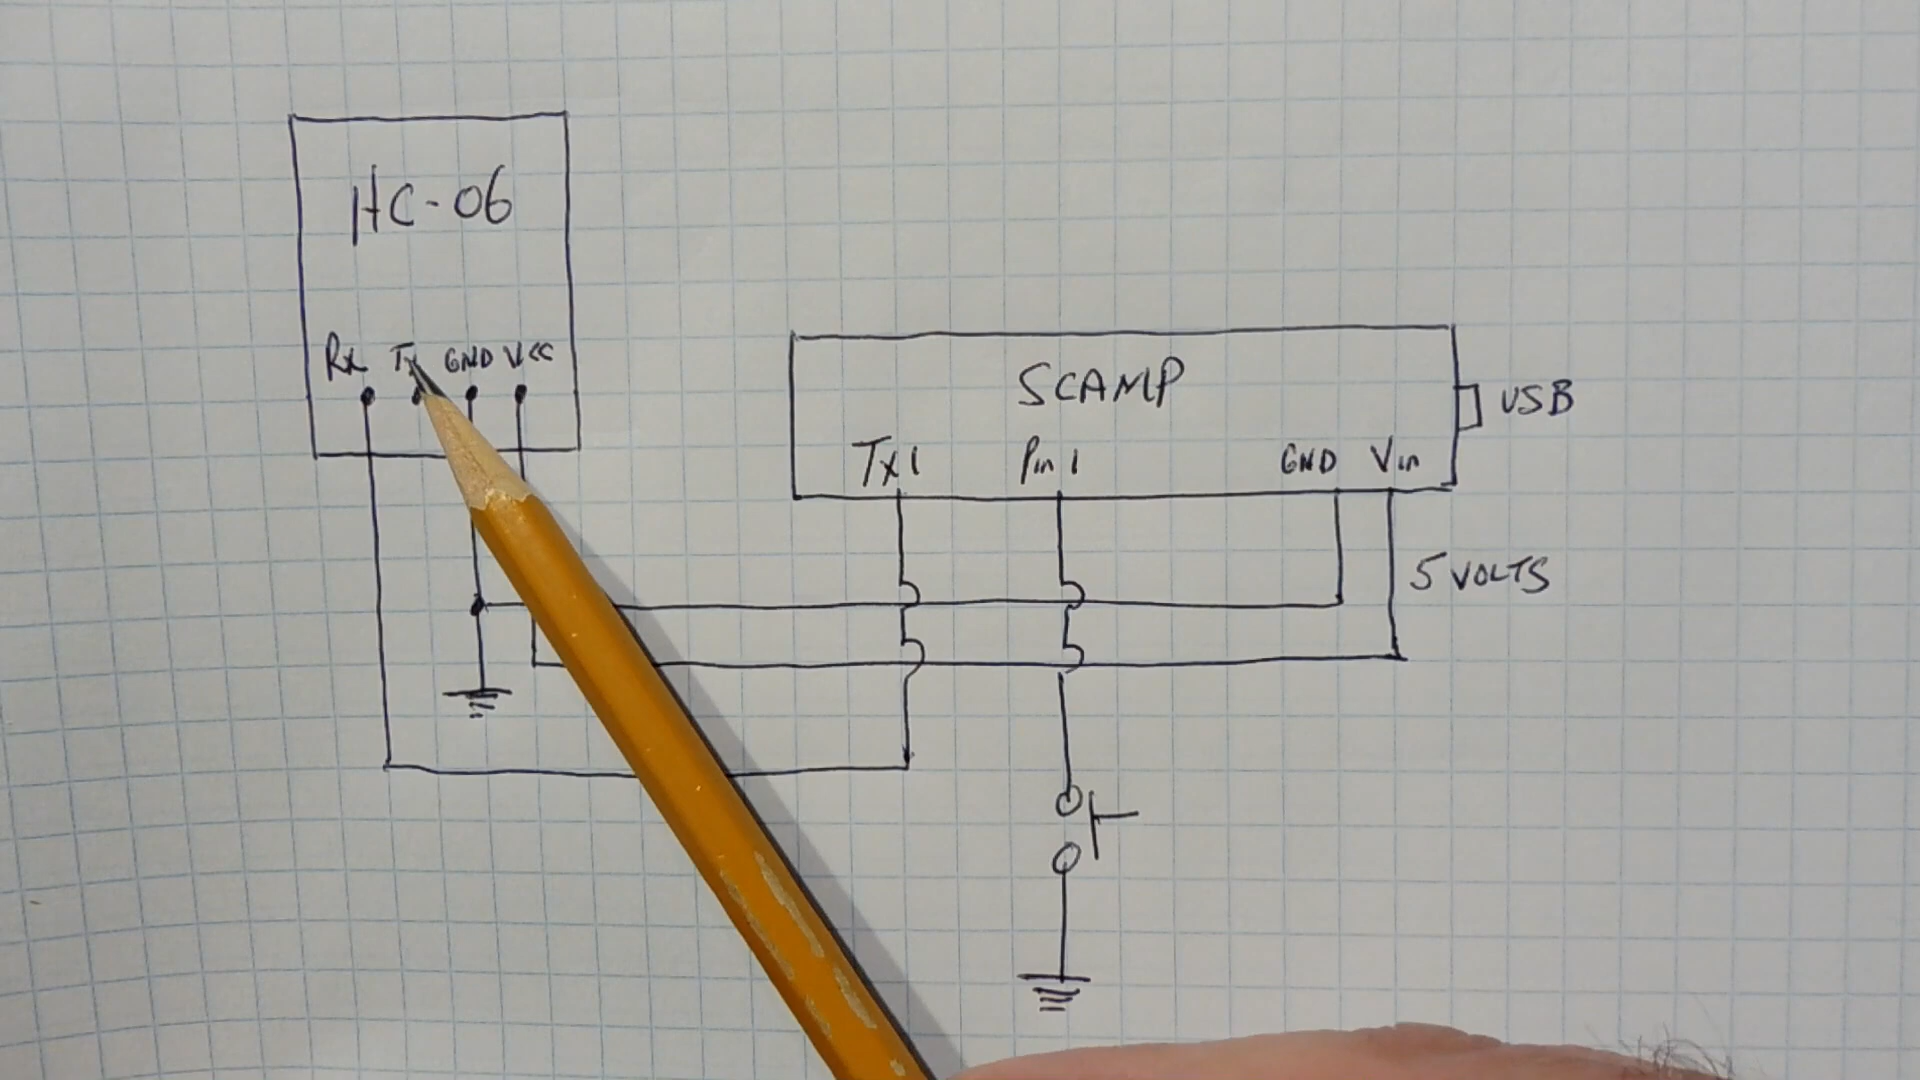 HC-06
Rx Tx GND Vcc
SCAMP
USB
Tx1 Pin 1 GND Vin
5 VOLTS